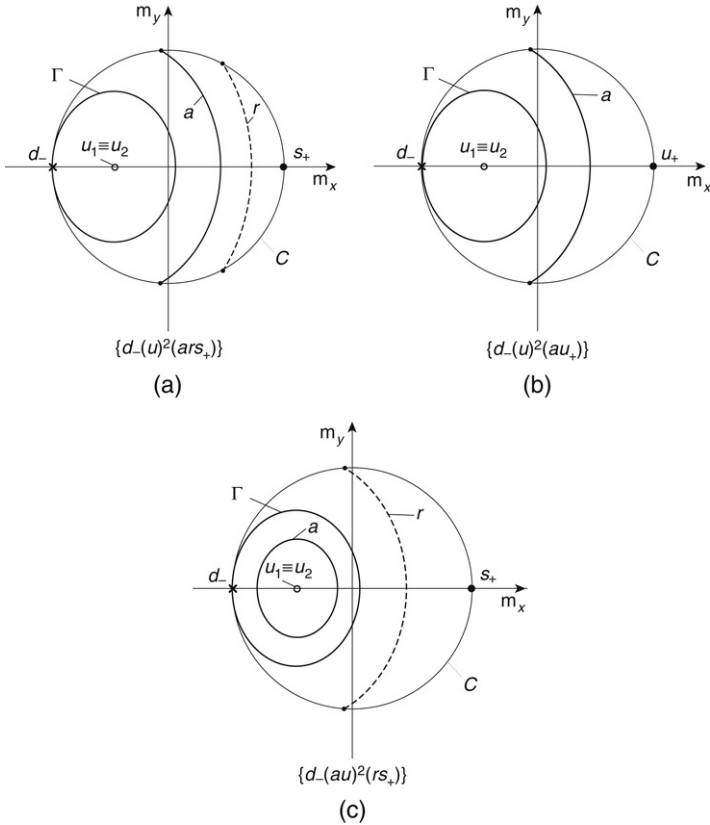 m_y
Γ
a
r
d_–
u_1≡u_2
s_+
m_x
C
{d_–(u)^2(ars_+)}
(a)
m_y
Γ
a
d_–
u_1≡u_2
u_+
m_x
C
{d_–(u)^2(au_+)}
(b)
m_y
Γ
a
r
d_–
u_1≡u_2
s_+
m_x
C
{d_–(au)^2(rs_+)}
(c)